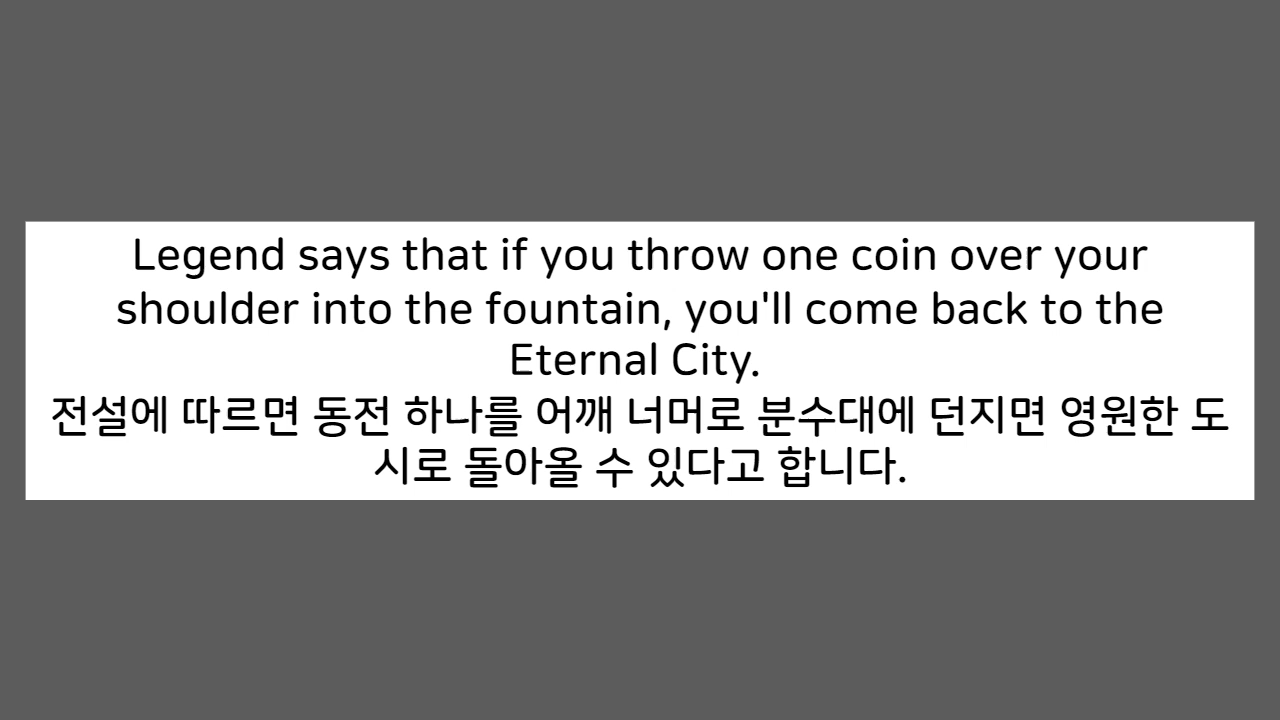 Legend says that if you throw one coin over your
shoulder into the fountain, you'll come back to the
Eternal City.
전설에 따르면 동전 하나를 어깨 너머로 분수대에 던지면 영원한 도
시로 돌아올 수 있다고 합니다.